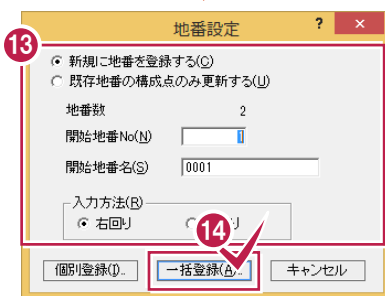 地番設定 ? ×
13
新規に地番を登録する(C)
既存地番の構成点のみ更新する(U)
地番数 2
開始地番No(N) 1
開始地番名(S) 0001
入力方法(R)
右回り
14
個別登録(I)... 一括登録(A)... キャンセル